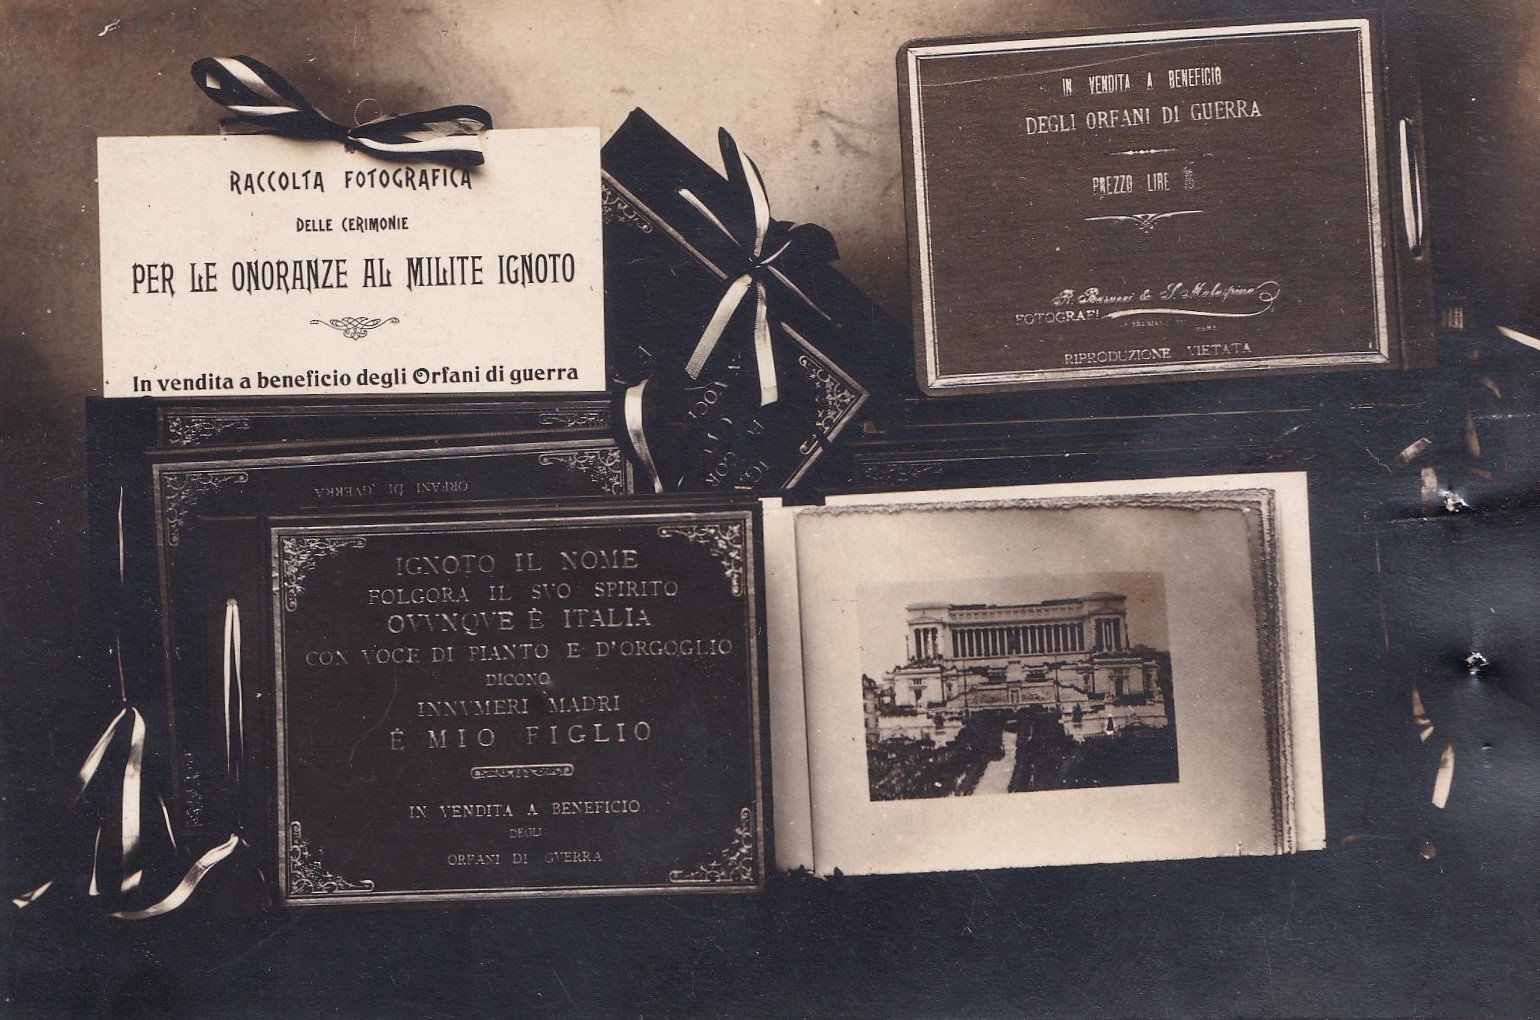 RACCOLTA FOTOGRAFICA
DELLE CERIMONIE
PER LE ONORANZE AL MILITE IGNOTO
In vendita a beneficio degli Orfani di guerra
IN VENDITA A BENEFICIO
DEGLI ORFANI DI GUERRA
PREZZO LIRE
FOTOGRAFI
RIPRODUZIONE VIETATA
ORFANI DI GVERRA
IGNOTO IL NOME
FOLGORA IL SVO SPIRITO
OVVNQVE È ITALIA
CON VOCE DI PIANTO E D'ORGOGLIO
DICONO
INNVMERI MADRI
É MIO FIGLIO
IN VENDITA A BENEFICIO
DEGLI
ORFANI DI GVERRA